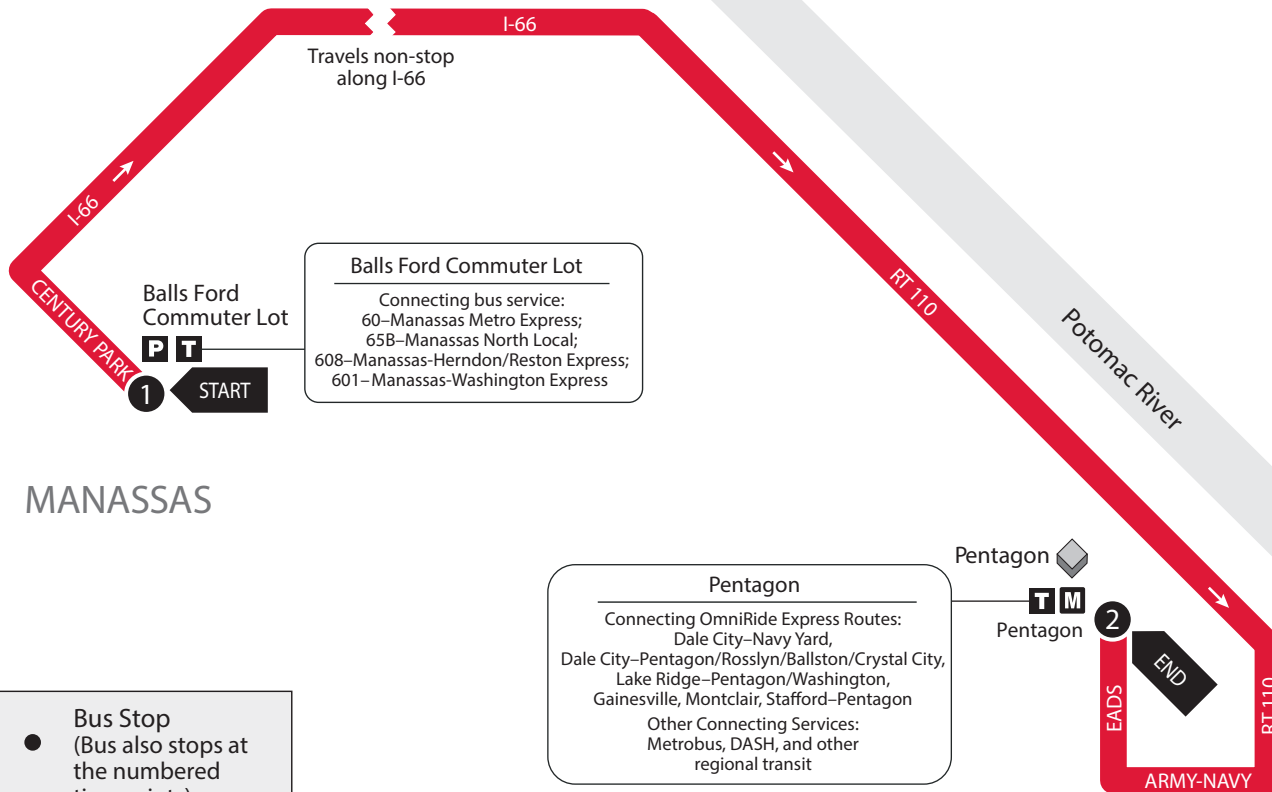 I-66
Travels non-stop
along I-66
I-66
CENTURY PARK
Balls Ford
Commuter Lot
P T
1
START
Balls Ford Commuter Lot
Connecting bus service:
60–Manassas Metro Express;
65B–Manassas North Local;
608–Manassas-Herndon/Reston Express;
601–Manassas-Washington Express
RT 110
Potomac River
MANASSAS
Pentagon
T M
Pentagon
2
END
Pentagon
Connecting OmniRide Express Routes:
Dale City–Navy Yard,
Dale City–Pentagon/Rosslyn/Ballston/Crystal City,
Lake Ridge–Pentagon/Washington,
Gainesville, Montclair, Stafford–Pentagon
Other Connecting Services:
Metrobus, DASH, and other
regional transit
EADS
RT 110
ARMY-NAVY
Bus Stop
(Bus also stops at
the numbered